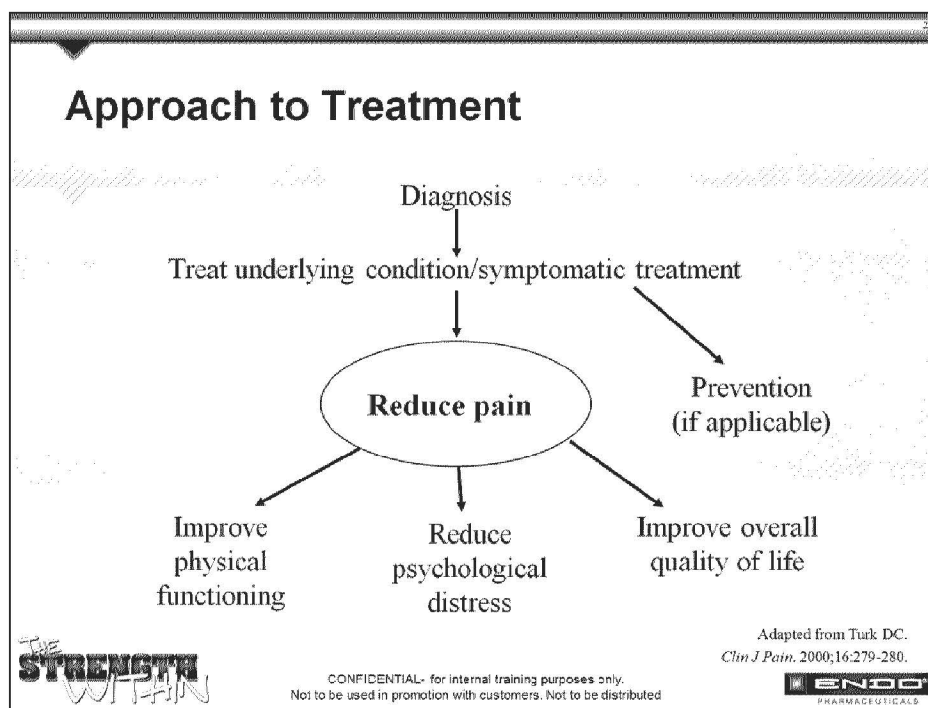 Approach to Treatment
Diagnosis
Treat underlying condition/symptomatic treatment
Reduce pain
Prevention
(if applicable)
Improve
physical
functioning
Reduce
psychological
distress
Improve overall
quality of life
THE
STRENGTH
WITHIN
CONFIDENTIAL- for internal training purposes only.
Not to be used in promotion with customers. Not to be distributed
Adapted from Turk DC.
Clin J Pain. 2000;16:279-280.
ENDO®
PHARMACEUTICALS